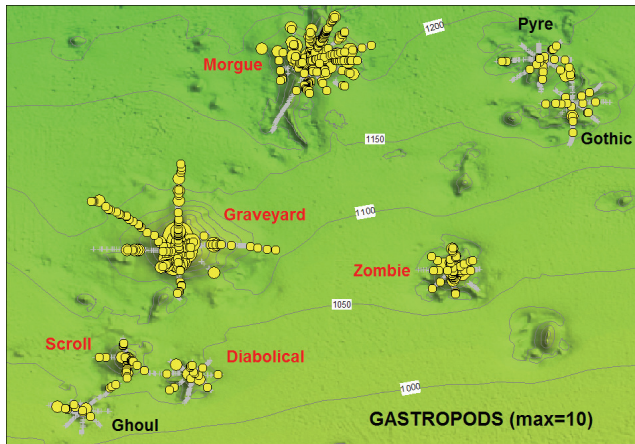 Pyre
1200
Morgue
Gothic
1150
Graveyard
1100
Zombie
1050
Scroll
Diabolical
1000
Ghoul
GASTROPODS (max=10)